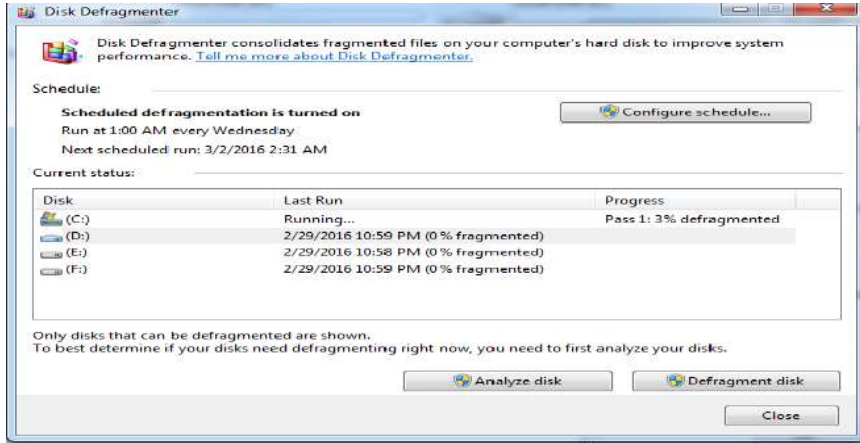 Disk Defragmenter
Disk Defragmenter consolidates fragmented files on your computer's hard disk to improve system
performance. Tell me more about Disk Defragmenter.
Schedule:
Scheduled defragmentation is turned on
Configure schedule...
Run at 1:00 AM every Wednesday
Next scheduled run: 3/2/2016 2:31 AM
Current status:
Disk Last Run Progress
(C:) Running... Pass 1: 3% defragmented
(D:) 2/29/2016 10:59 PM (0% fragmented)
(E:) 2/29/2016 10:58 PM (0% fragmented)
(F:) 2/29/2016 10:59 PM (0% fragmented)
Only disks that can be defragmented are shown.
To best determine if your disks need defragmenting right now, you need to first analyze your disks.
Analyze disk Defragment disk
Close